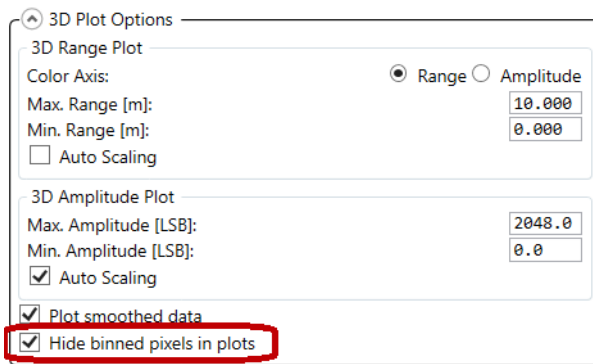 3D Plot Options
3D Range Plot
Color Axis: Range Amplitude
Max. Range [m]: 10.000
Min. Range [m]: 0.000
Auto Scaling
3D Amplitude Plot
Max. Amplitude [LSB]: 2048.0
Min. Amplitude [LSB]: 0.0
Auto Scaling
Plot smoothed data
Hide binned pixels in plots